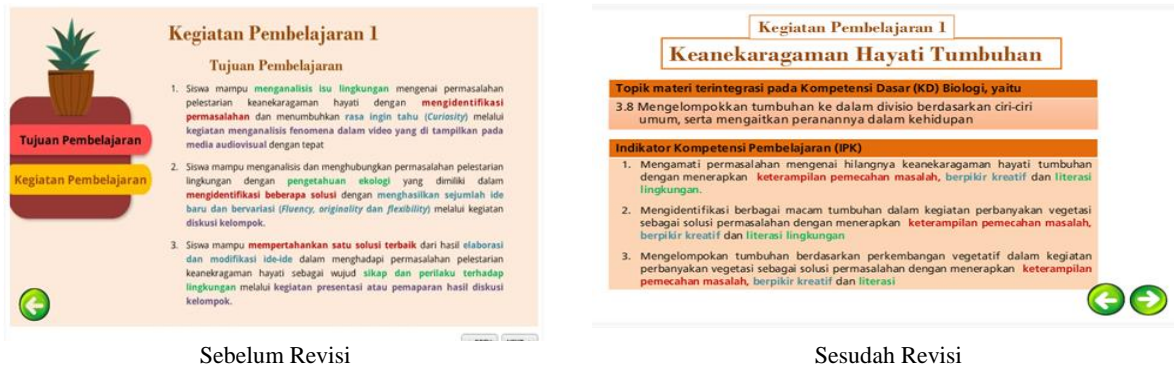 Kegiatan Pembelajaran 1
Tujuan Pembelajaran
Tujuan Pembelajaran
Kegiatan Pembelajaran
1. Siswa mampu menganalisis isu lingkungan mengenai permasalahan
pelestarian keanekaragaman hayati dengan mengidentifikasi
permasalahan dan menumbuhkan rasa ingin tahu (Curiosity) melalui
kegiatan menganalisis fenomena dalam video yang di tampilkan pada
media audiovisual dengan tepat
2. Siswa mampu menganalisis dan menghubungkan permasalahan pelestarian
lingkungan dengan pengetahuan ekologi yang dimiliki dalam
mengidentifikasi beberapa solusi dengan menghasilkan sejumlah ide
baru dan bervariasi (Fluency, originality dan flexibility) melalui kegiatan
diskusi kelompok.
3. Siswa mampu mempertahankan satu solusi terbaik dari hasil elaborasi
dan modifikasi ide-ide dalam menghadapi permasalahan pelestarian
keanekragaman hayati sebagai wujud sikap dan perilaku terhadap
lingkungan melalui kegiatan presentasi atau pemaparan hasil diskusi
kelompok.
Sebelum Revisi
Kegiatan Pembelajaran 1
Keanekaragaman Hayati Tumbuhan
Topik materi terintegrasi pada Kompetensi Dasar (KD) Biologi, yaitu
3.8 Mengelompokkan tumbuhan ke dalam divisio berdasarkan ciri-ciri
umum, serta mengaitkan peranannya dalam kehidupan
Indikator Kompetensi Pembelajaran (IPK)
1. Mengamati permasalahan mengenai hilangnya keanekaragaman hayati tumbuhan
dengan menerapkan keterampilan pemecahan masalah, berpikir kreatif dan literasi
lingkungan.
2. Mengidentifikasi berbagai macam tumbuhan dalam kegiatan perbanyakan vegetasi
sebagai solusi permasalahan dengan menerapkan keterampilan pemecahan masalah,
berpikir kreatif dan literasi lingkungan
3. Mengelompokan tumbuhan berdasarkan perkembangan vegetatif dalam kegiatan
perbanyakan vegetasi sebagai solusi permasalahan dengan menerapkan keterampilan
pemecahan masalah, berpikir kreatif dan literasi
Sesudah Revisi